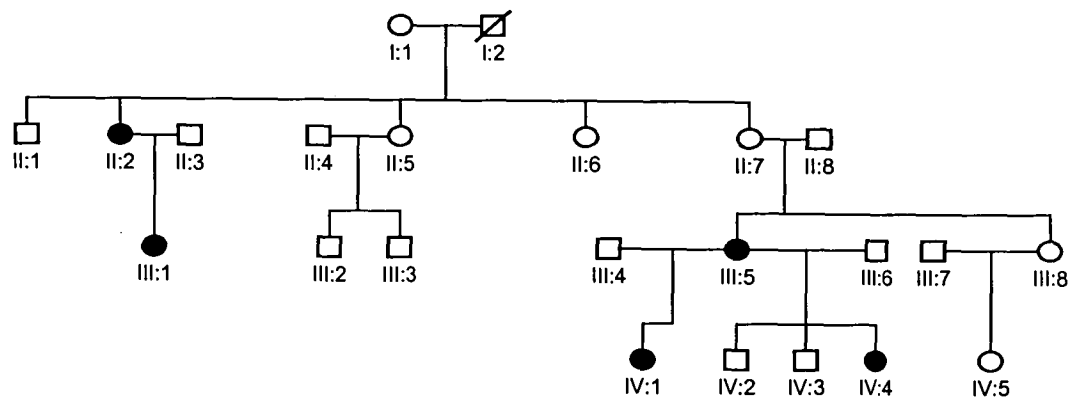 I:1 I:2
II:1 II:2 II:3 II:4 II:5 II:6 II:7 II:8
III:1 III:2 III:3 III:4 III:5 III:6 III:7 III:8
IV:1 IV:2 IV:3 IV:4 IV:5